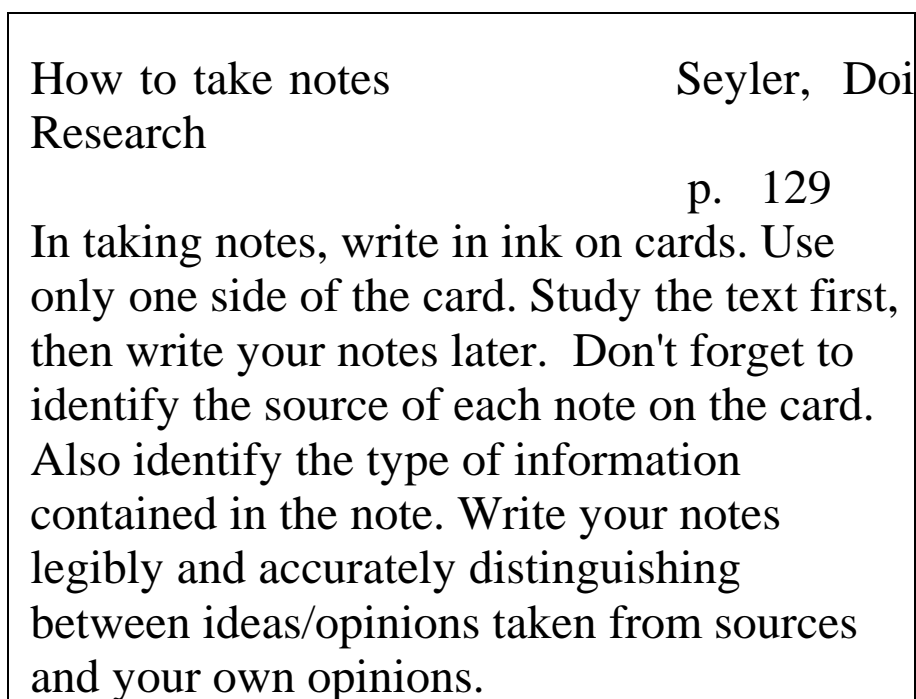 How to take notes Seyler, Doi
Research
p. 129
In taking notes, write in ink on cards. Use
only one side of the card. Study the text first,
then write your notes later. Don't forget to
identify the source of each note on the card.
Also identify the type of information
contained in the note. Write your notes
legibly and accurately distinguishing
between ideas/opinions taken from sources
and your own opinions.